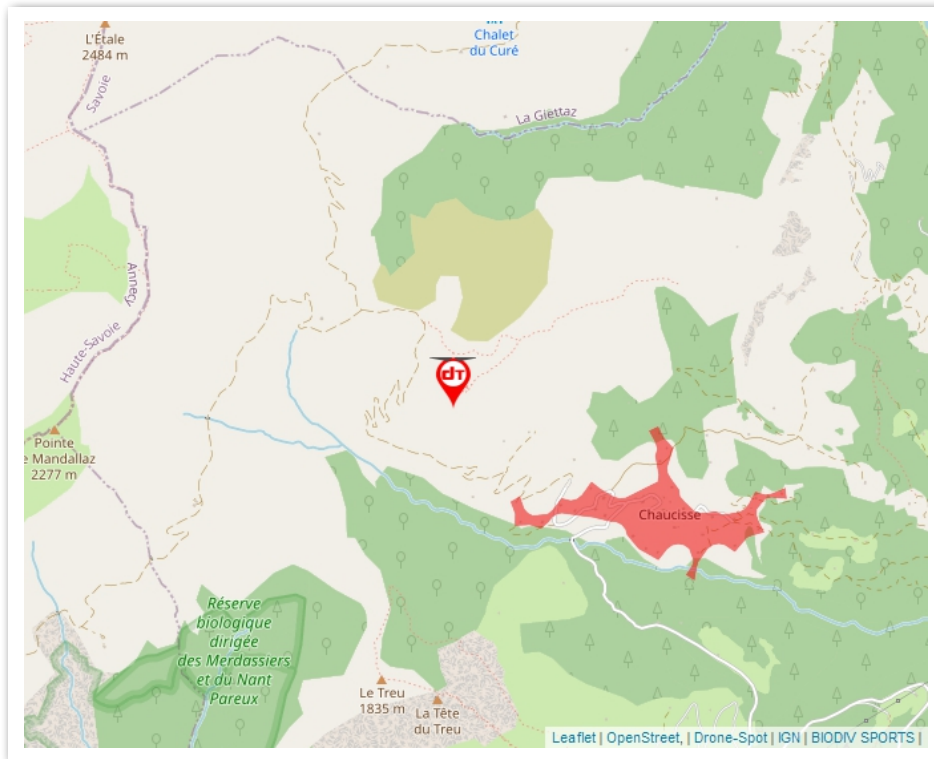 L'Étale
2484 m
Chalet
du Curé
Savoie
La Giettaz
Annecy
Haute-Savoie
dT
Pointe
e Mandallaz
2277 m
Chaucisse
Réserve
biologique
dirigée
des Merdassiers
et du Nant
Pareux
Le Treu
1835 m
La Tête
du Treu
Leaflet | OpenStreet, | Drone-Spot | IGN | BIODIV SPORTS |